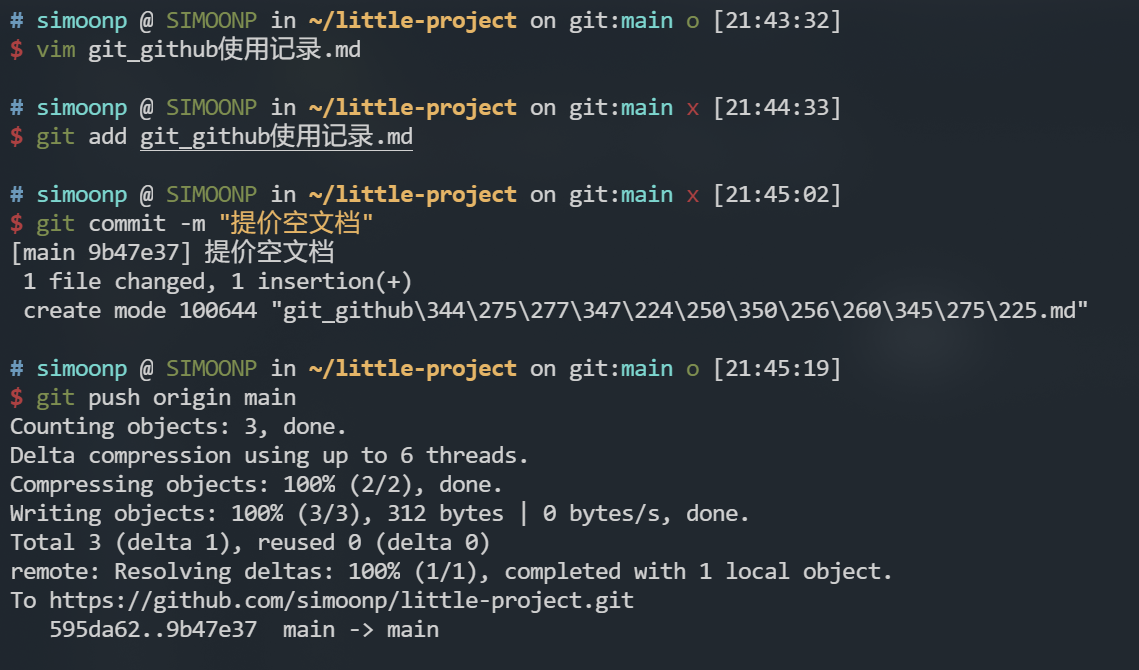 # simoonp @ SIMOONP in ~/little-project on git:main o [21:43:32]
$ vim git_github使用记录.md
# simoonp @ SIMOONP in ~/little-project on git:main x [21:44:33]
$ git add git_github使用记录.md
# simoonp @ SIMOONP in ~/little-project on git:main x [21:45:02]
$ git commit -m "提价空文档"
[main 9b47e37] 提价空文档
 1 file changed, 1 insertion(+)
 create mode 100644 "git_github\344\275\277\347\224\250\350\256\260\345\275\225.md"
# simoonp @ SIMOONP in ~/little-project on git:main o [21:45:19]
$ git push origin main
Counting objects: 3, done.
Delta compression using up to 6 threads.
Compressing objects: 100% (2/2), done.
Writing objects: 100% (3/3), 312 bytes | 0 bytes/s, done.
Total 3 (delta 1), reused 0 (delta 0)
remote: Resolving deltas: 100% (1/1), completed with 1 local object.
To https://github.com/simoonp/little-project.git
   595da62..9b47e37  main -> main